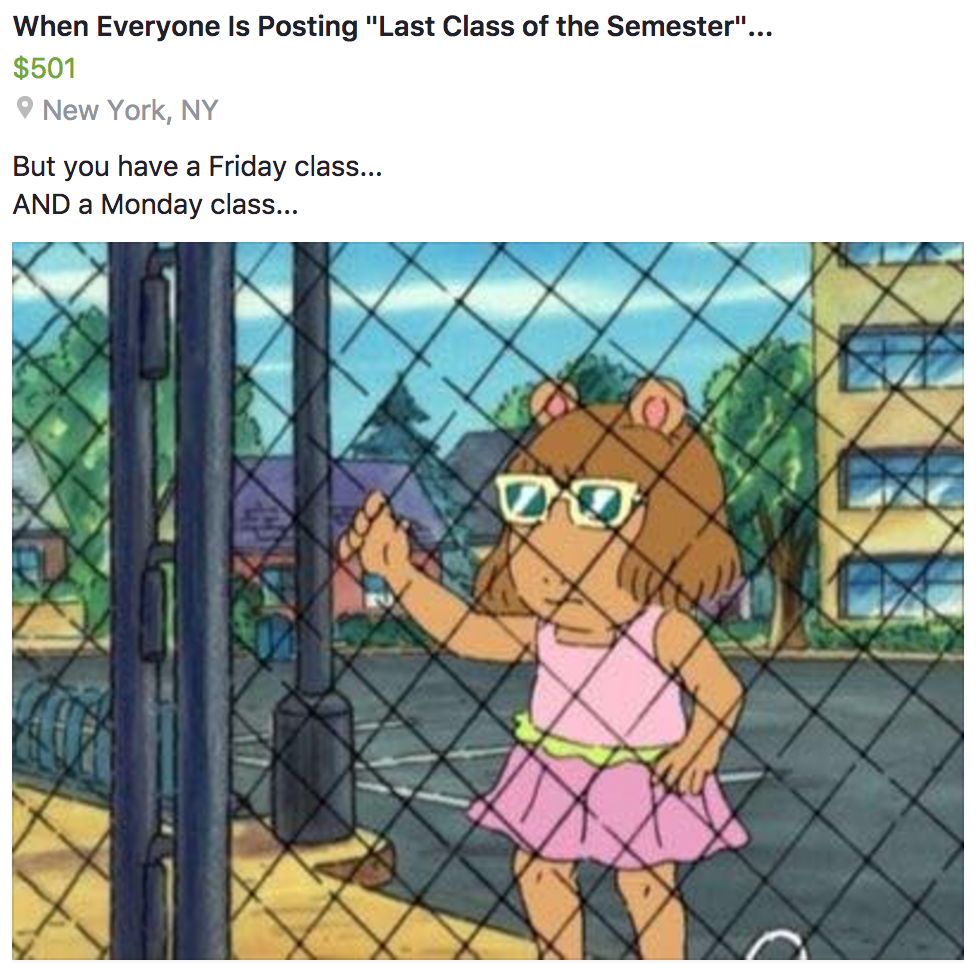 When Everyone Is Posting "Last Class of the Semester"...
$501
New York, NY
But you have a Friday class...
AND a Monday class...